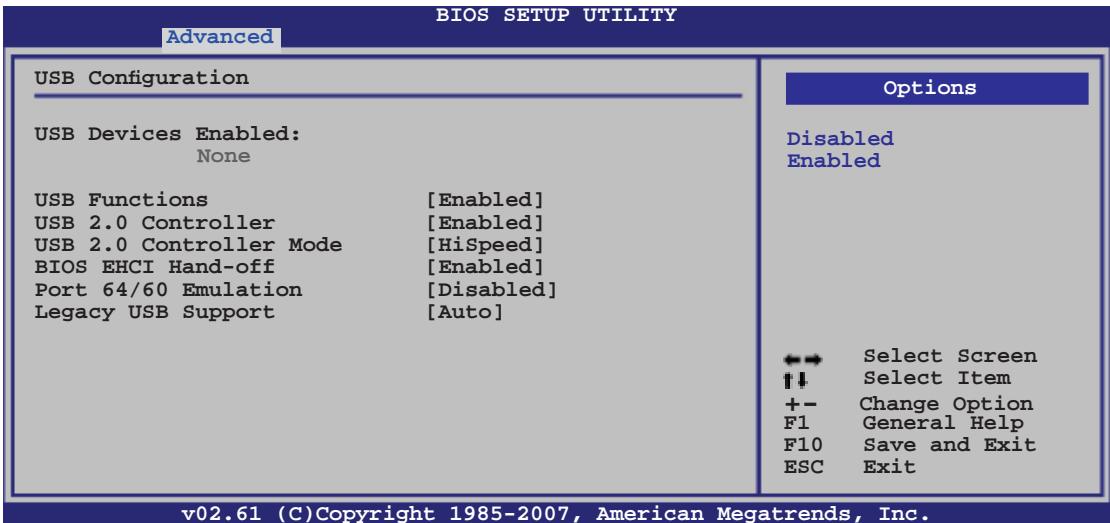 BIOS SETUP UTILITY
Advanced
USB Configuration
USB Devices Enabled:
None
USB Functions [Enabled]
USB 2.0 Controller [Enabled]
USB 2.0 Controller Mode [HiSpeed]
BIOS EHCI Hand-off [Enabled]
Port 64/60 Emulation [Disabled]
Legacy USB Support [Auto]
Options
Disabled
Enabled
←→ Select Screen
↑↓ Select Item
+- Change Option
F1 General Help
F10 Save and Exit
ESC Exit
v02.61 (C)Copyright 1985-2007, American Megatrends, Inc.